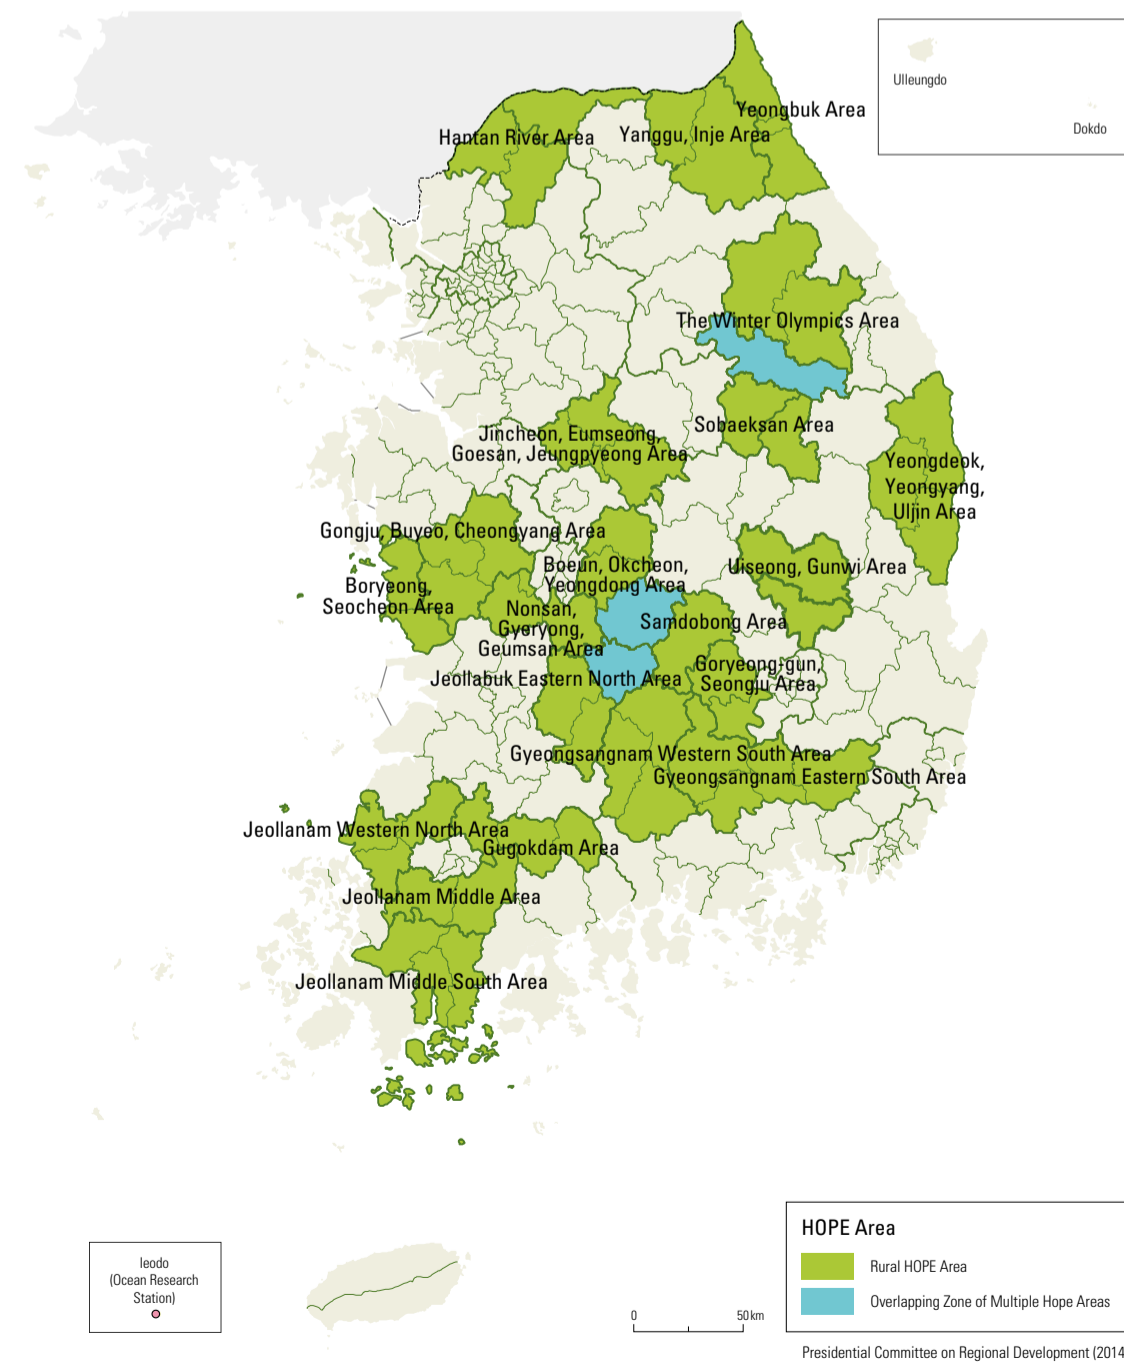 Ulleungdo
Dokdo
Yeongbuk Area
Hantan River Area
Yanggu, Inje Area
The Winter Olympics Area
Sobaeksan Area
Jincheon, Eumseong,
Goesan, Jeungpyeong Area
Yeongdeok,
Yeongyang,
Uljin Area
Gongju, Buyeo, Cheongyang Area
Boeun, Okcheon,
Yeongdong Area
Uiseong, Gunwi Area
Boryeong,
Seocheon Area
Nonsan,
Gyeryong,
Geumsan Area
Samdobong Area
Goryeong-gun,
Seongju Area
Jeollabuk Eastern North Area
Gyeongsangnam Western South Area
Gyeongsangnam Eastern South Area
Jeollanam Western North Area
Gugokdam Area
Jeollanam Middle Area
Jeollanam Middle South Area
Ieodo
(Ocean Research
Station)
0 50 km
HOPE Area
Rural HOPE Area
Overlapping Zone of Multiple Hope Areas
Presidential Committee on Regional Development (2014